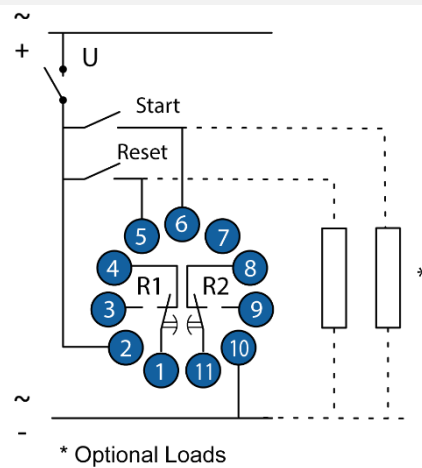 ~
+ U
Start
Reset
6
5 7
4 8
R1 R2
3 9
2 10
1 11
~
-
*
* Optional Loads